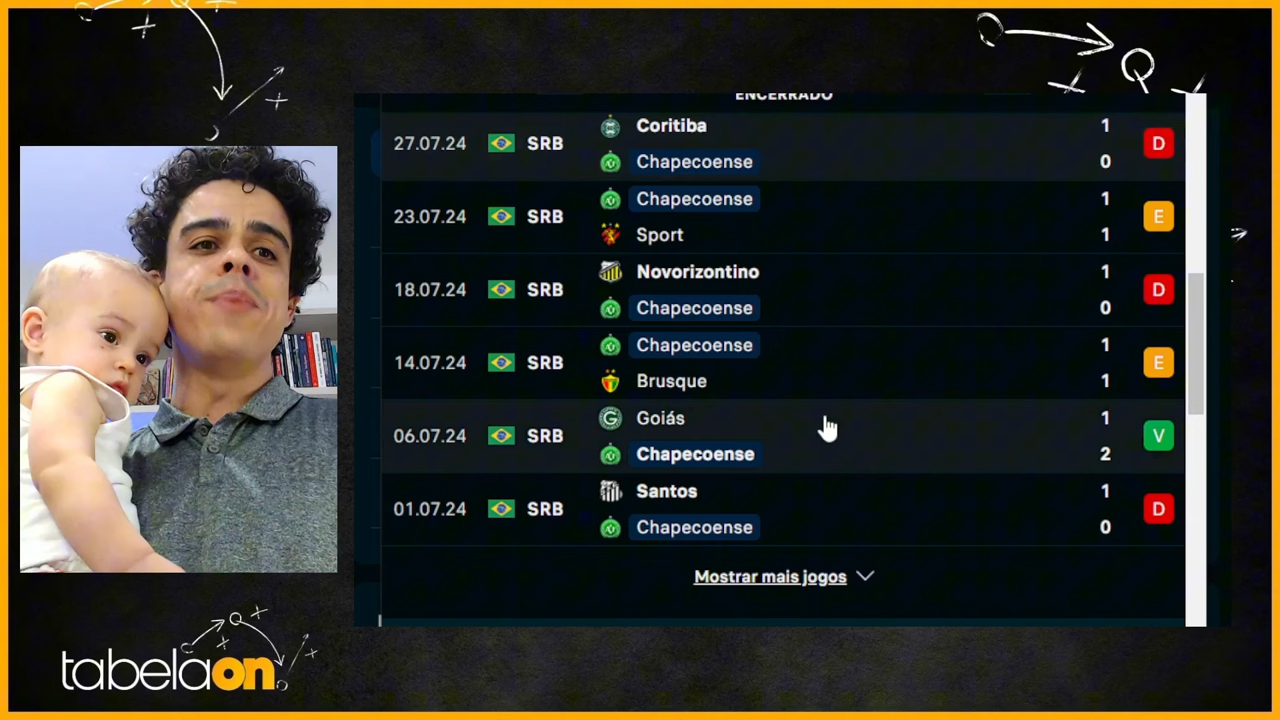 ENCERRADO
27.07.24 SRB Coritiba 1 D
Chapecoense 0
23.07.24 SRB Chapecoense 1 E
Sport 1
18.07.24 SRB Novorizontino 1 D
Chapecoense 0
14.07.24 SRB Chapecoense 1 E
Brusque 1
06.07.24 SRB Goiás 1 V
Chapecoense 2
01.07.24 SRB Santos 1 D
Chapecoense 0
Mostrar mais jogos
tabelaon